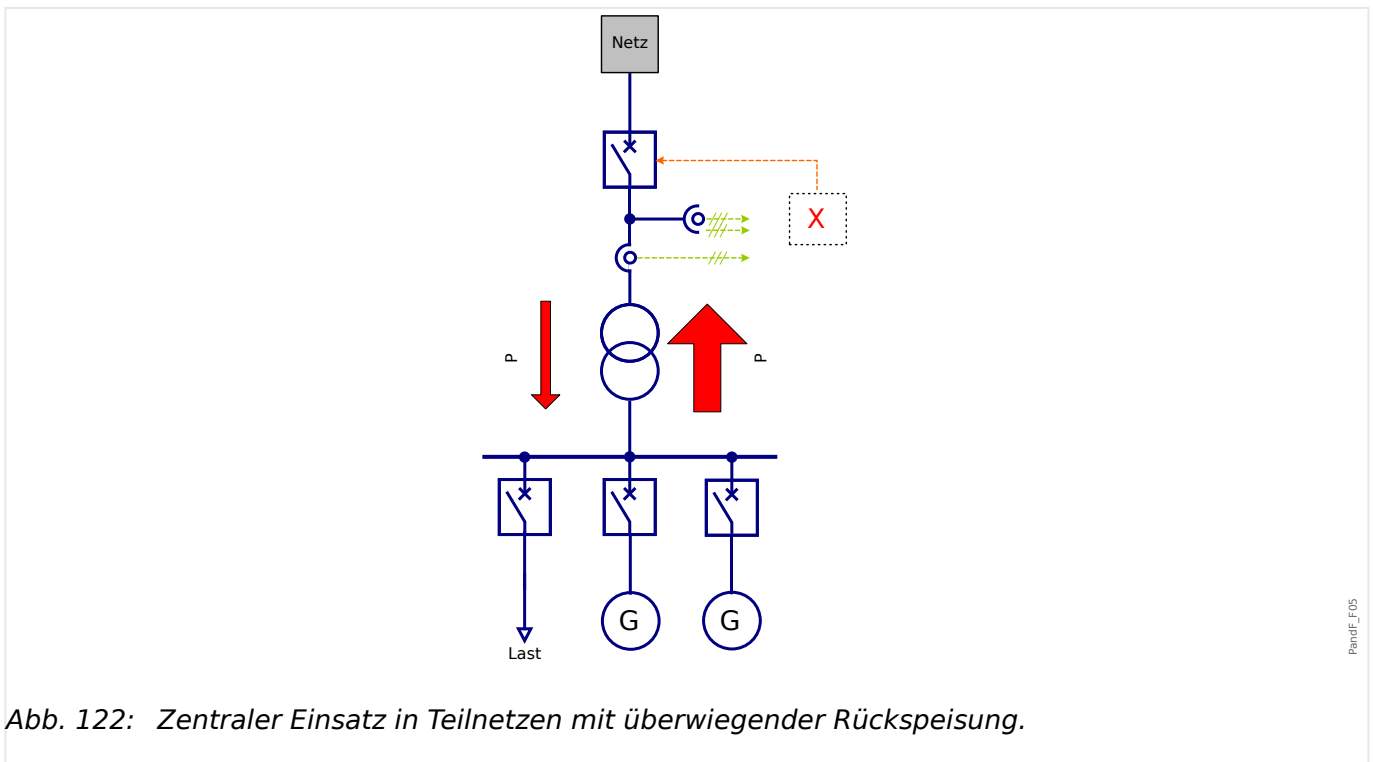 Netz
X
P
P
G
G
Last
PandF_F05
Abb. 122: Zentraler Einsatz in Teilnetzen mit überwiegender Rückspeisung.